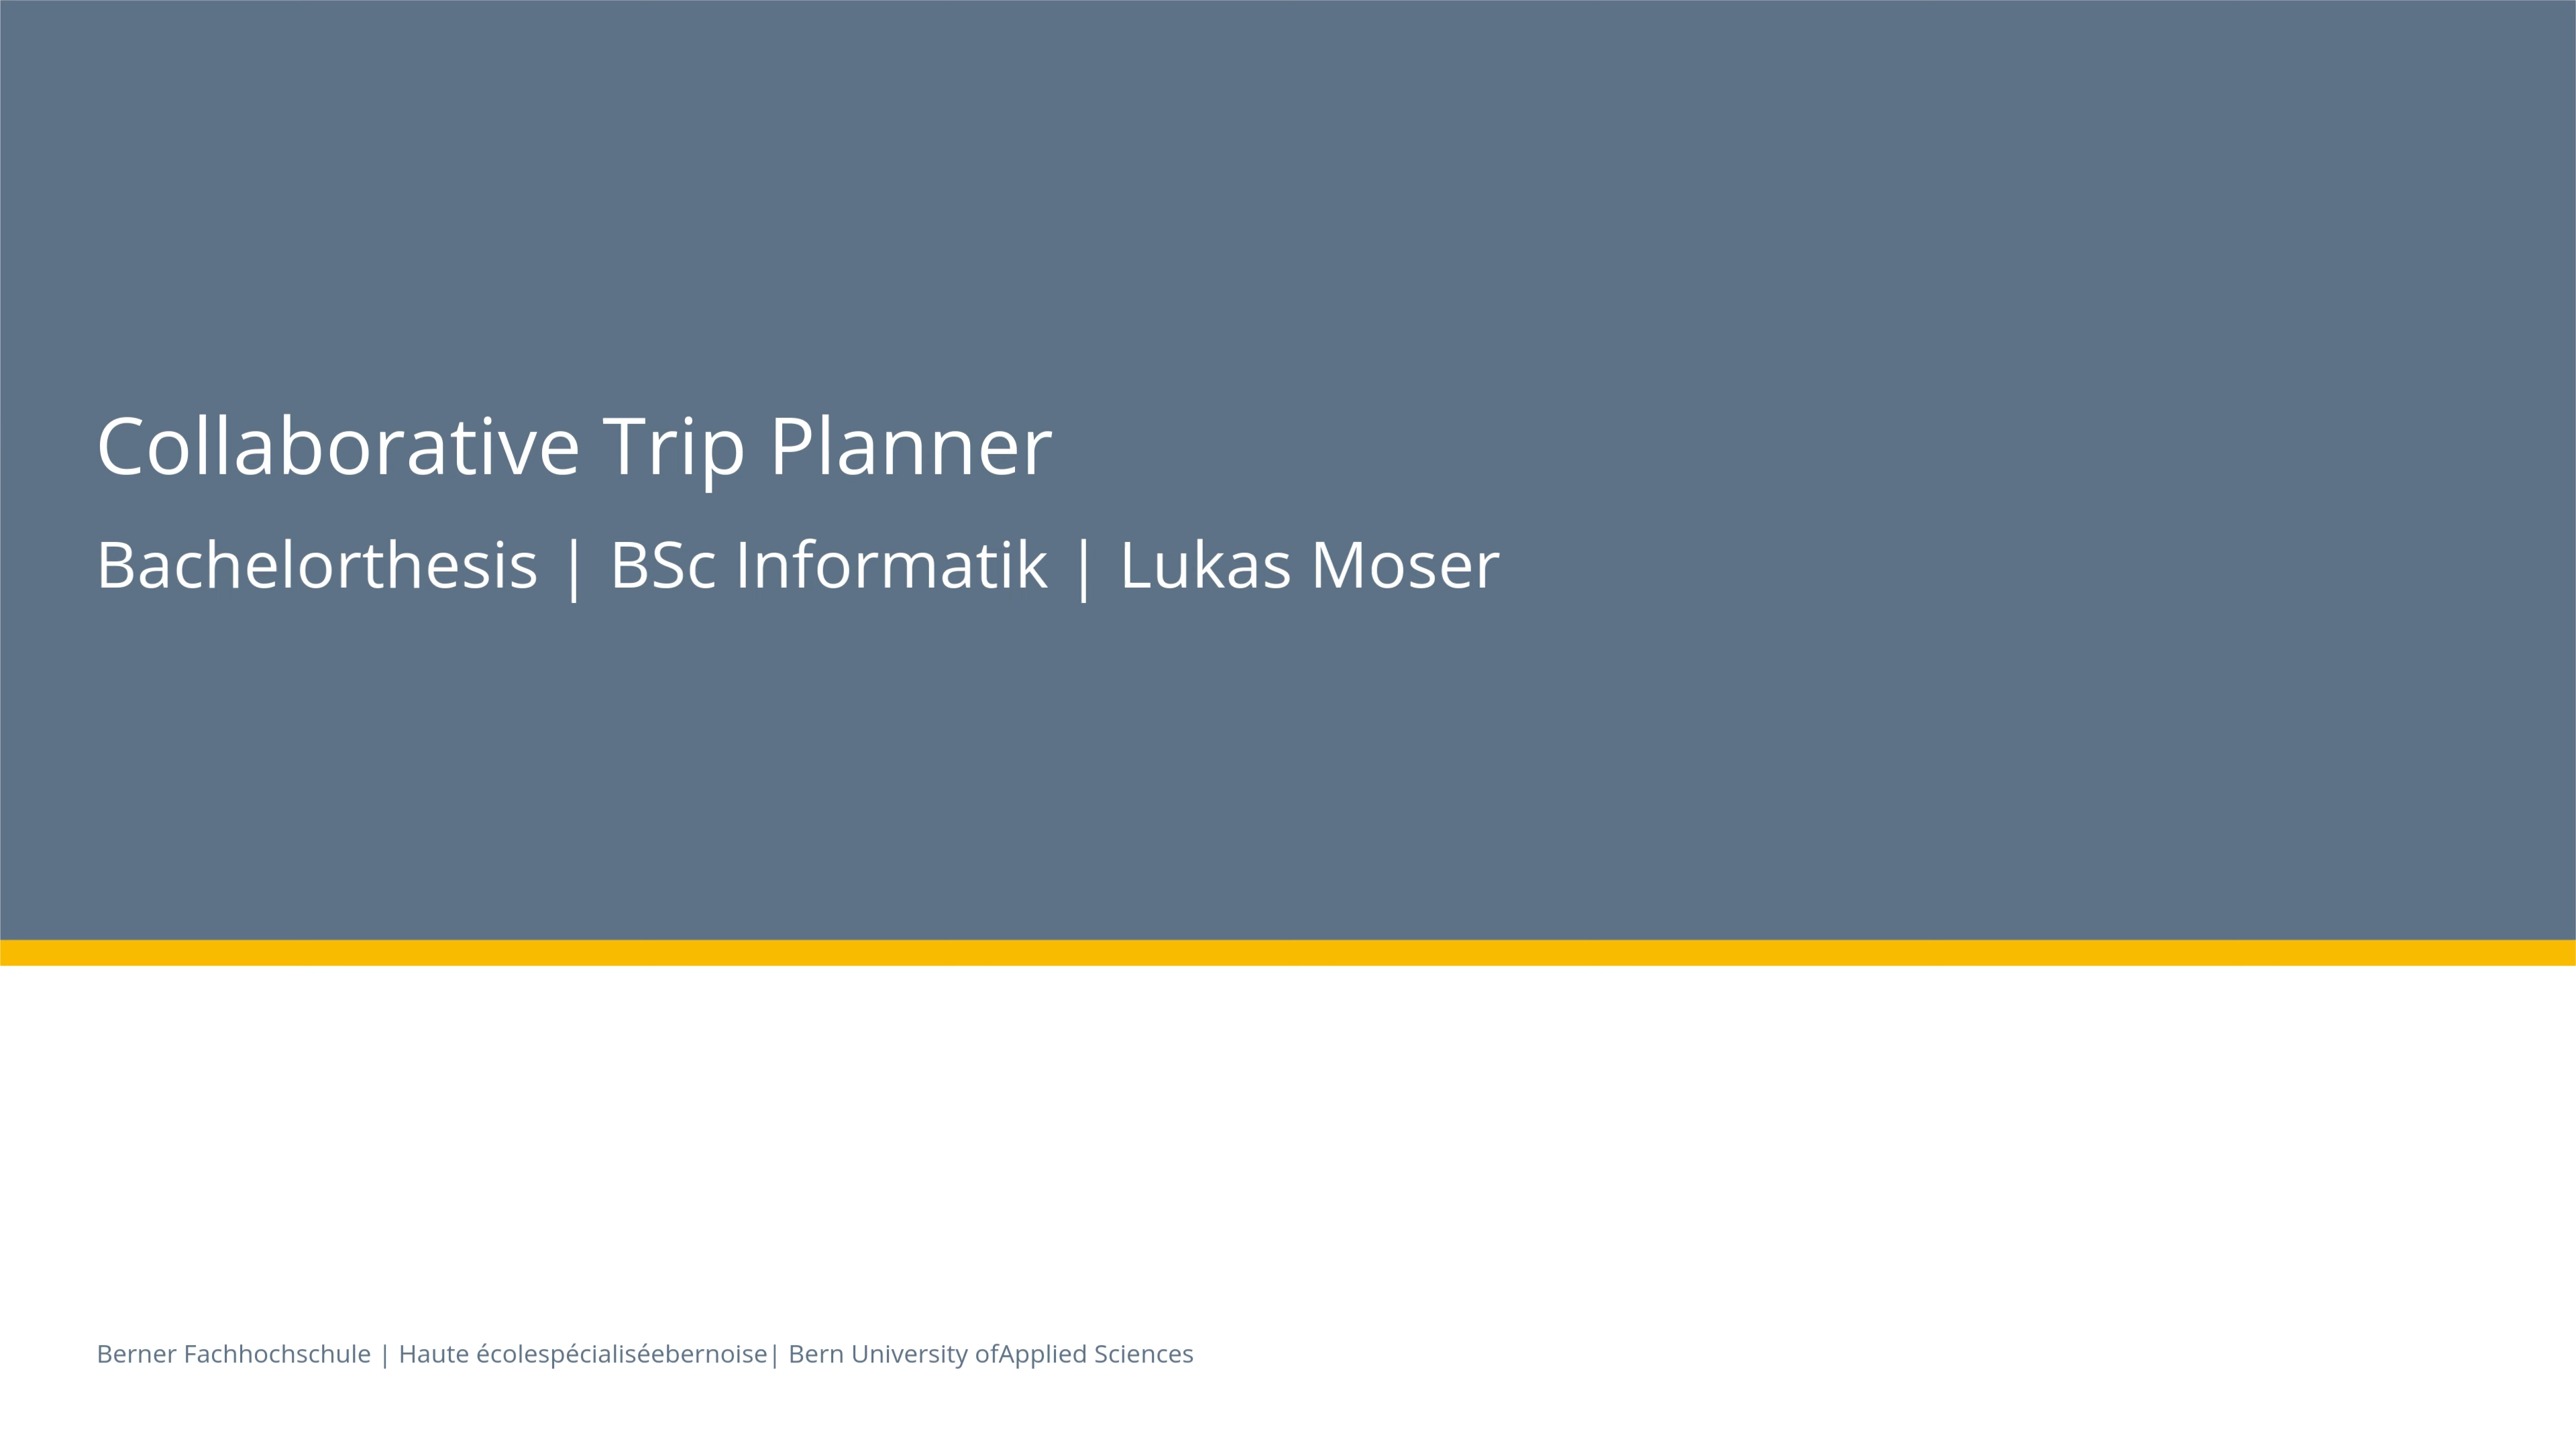 Collaborative Trip Planner
Bachelorthesis | BSc Informatik | Lukas Moser
Berner Fachhochschule | Haute écolespécialiséebernoise| Bern University ofApplied Sciences